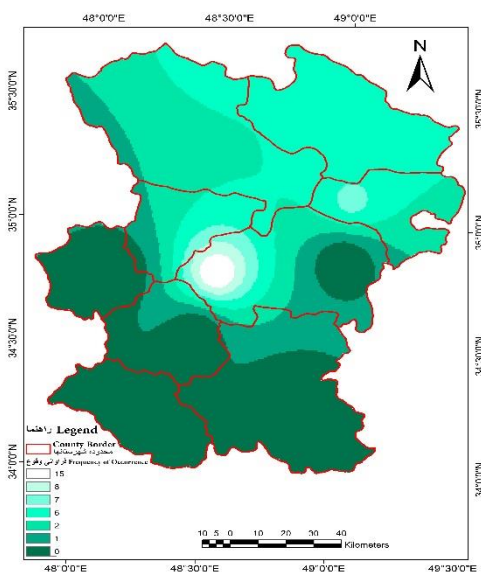 48°0'0"E 48°30'0"E 49°0'0"E
N
35°30'0"N 35°30'0"N
35°0'0"N 35°0'0"N
34°30'0"N 34°30'0"N
34°0'0"N 34°0'0"N
راهنما Legend
County Border
محدوده شهرستانها
فراوانی وقوع Frequency of Occurrence
15
8
7
6
2
1
0
10 5 0 10 20 30 40
Kilometers
48°0'0"E 48°30'0"E 49°0'0"E 49°30'0"E